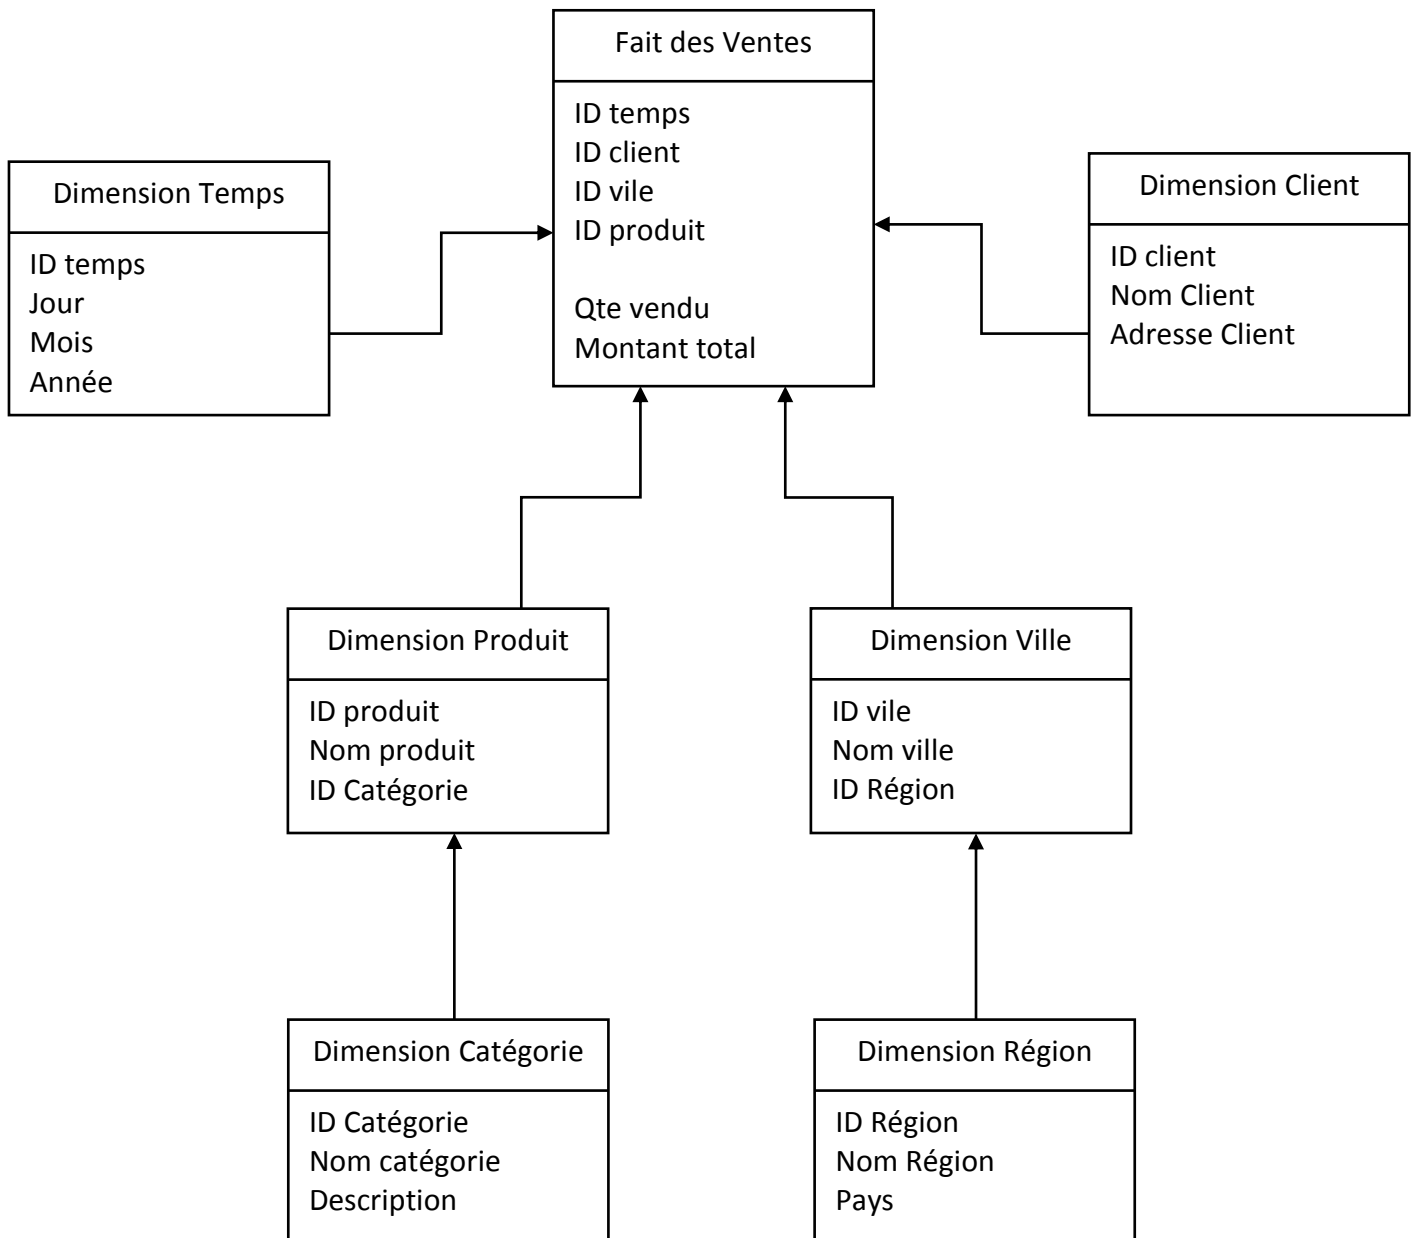 Fait des Ventes
ID temps
ID client
ID vile
ID produit
Qte vendu
Montant total
Dimension Temps
ID temps
Jour
Mois
Année
Dimension Client
ID client
Nom Client
Adresse Client
Dimension Produit
ID produit
Nom produit
ID Catégorie
Dimension Ville
ID vile
Nom ville
ID Région
Dimension Catégorie
ID Catégorie
Nom catégorie
Description
Dimension Région
ID Région
Nom Région
Pays